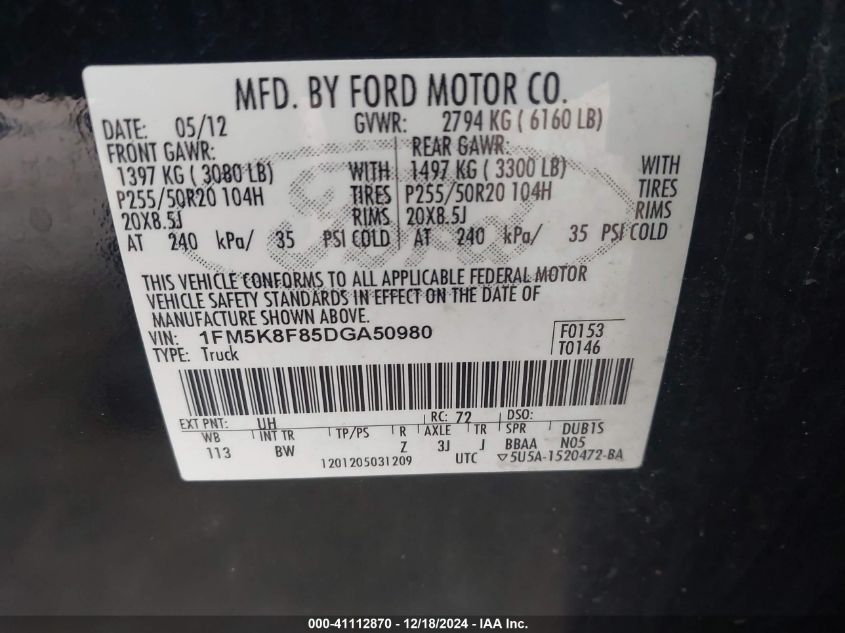 MFD. BY FORD MOTOR CO.
DATE: 05/12 GVWR: 2794 KG ( 6160 LB)
FRONT GAWR: REAR GAWR:
1397 KG ( 3080 LB) WITH 1497 KG ( 3300 LB) WITH
P255/50R20 104H TIRES P255/50R20 104H TIRES
20X8.5J RIMS 20X8.5J RIMS
AT 240 kPa/ 35 PSI COLD AT 240 kPa/ 35 PSI COLD
Ford
THIS VEHICLE CONFORMS TO ALL APPLICABLE FEDERAL MOTOR
VEHICLE SAFETY STANDARDS IN EFFECT ON THE DATE OF
MANUFACTURE SHOWN ABOVE.
VIN: 1FM5K8F85DGA50980 F0153
TYPE: Truck T0146
EXT PNT: UH RC: 72 DSO:
WB INT TR TP/PS R AXLE TR SPR DUB1S
113 BW Z 3J J BBAA N05
1201205031209 UTC ▽5U5A-1520472-BA
000-41112870 - 12/18/2024 - IAA Inc.